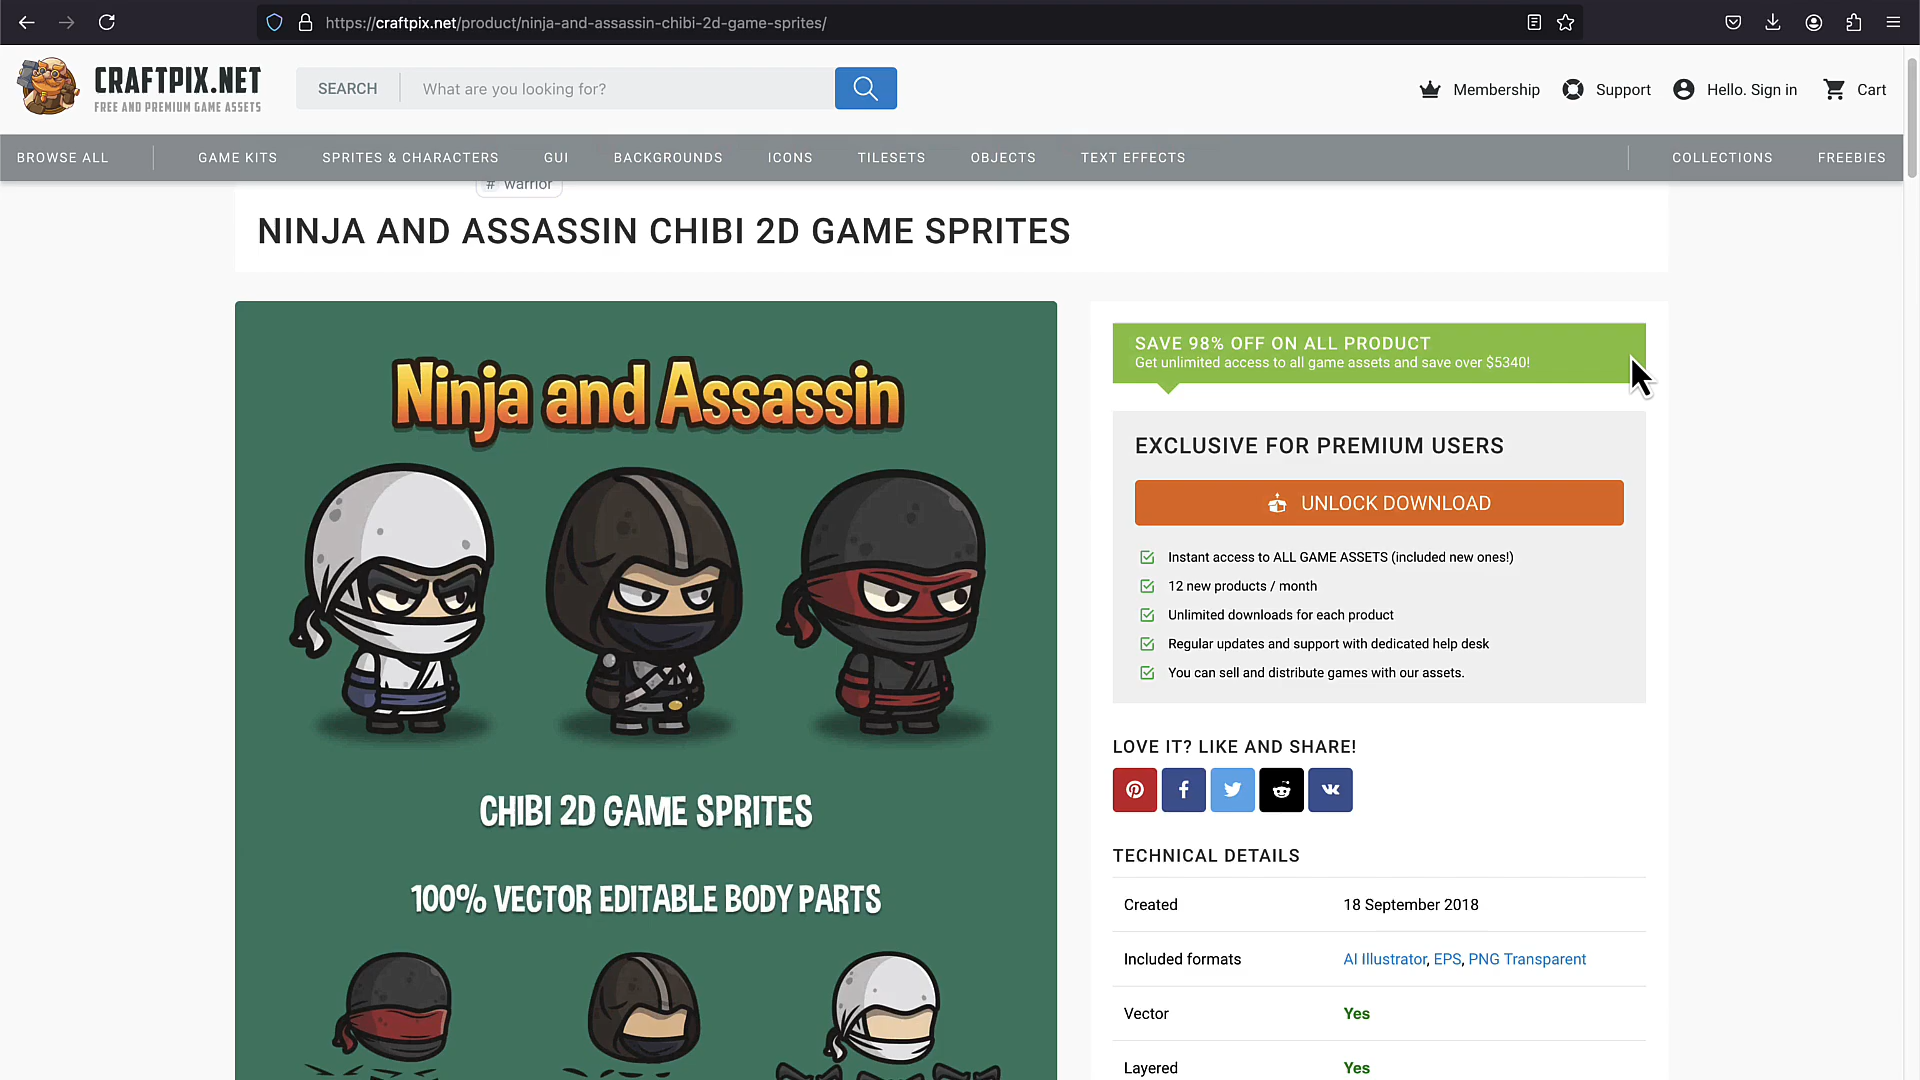 https://craftpix.net/product/ninja-and-assassin-chibi-2d-game-sprites/
CRAFTPIX.NET
FREE AND PREMIUM GAME ASSETS
SEARCH
What are you looking for?
Membership
Support
Hello. Sign in
Cart
BROWSE ALL
GAME KITS
SPRITES & CHARACTERS
GUI
BACKGROUNDS
ICONS
TILESETS
OBJECTS
TEXT EFFECTS
COLLECTIONS
FREEBIES
# warrior
NINJA AND ASSASSIN CHIBI 2D GAME SPRITES
Ninja and Assassin
CHIBI 2D GAME SPRITES
100% VECTOR EDITABLE BODY PARTS
SAVE 98% OFF ON ALL PRODUCT
Get unlimited access to all game assets and save over $5340!
EXCLUSIVE FOR PREMIUM USERS
UNLOCK DOWNLOAD
Instant access to ALL GAME ASSETS (included new ones!)
12 new products / month
Unlimited downloads for each product
Regular updates and support with dedicated help desk
You can sell and distribute games with our assets.
LOVE IT? LIKE AND SHARE!
TECHNICAL DETAILS
Created 18 September 2018
Included formats AI Illustrator, EPS, PNG Transparent
Vector Yes
Layered Yes